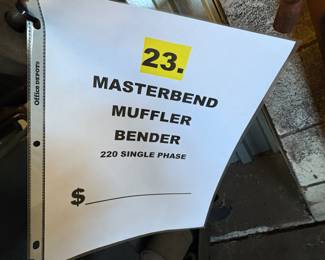 Office DEPOT
23.
MASTERBEND
MUFFLER
BENDER
220 SINGLE PHASE
$